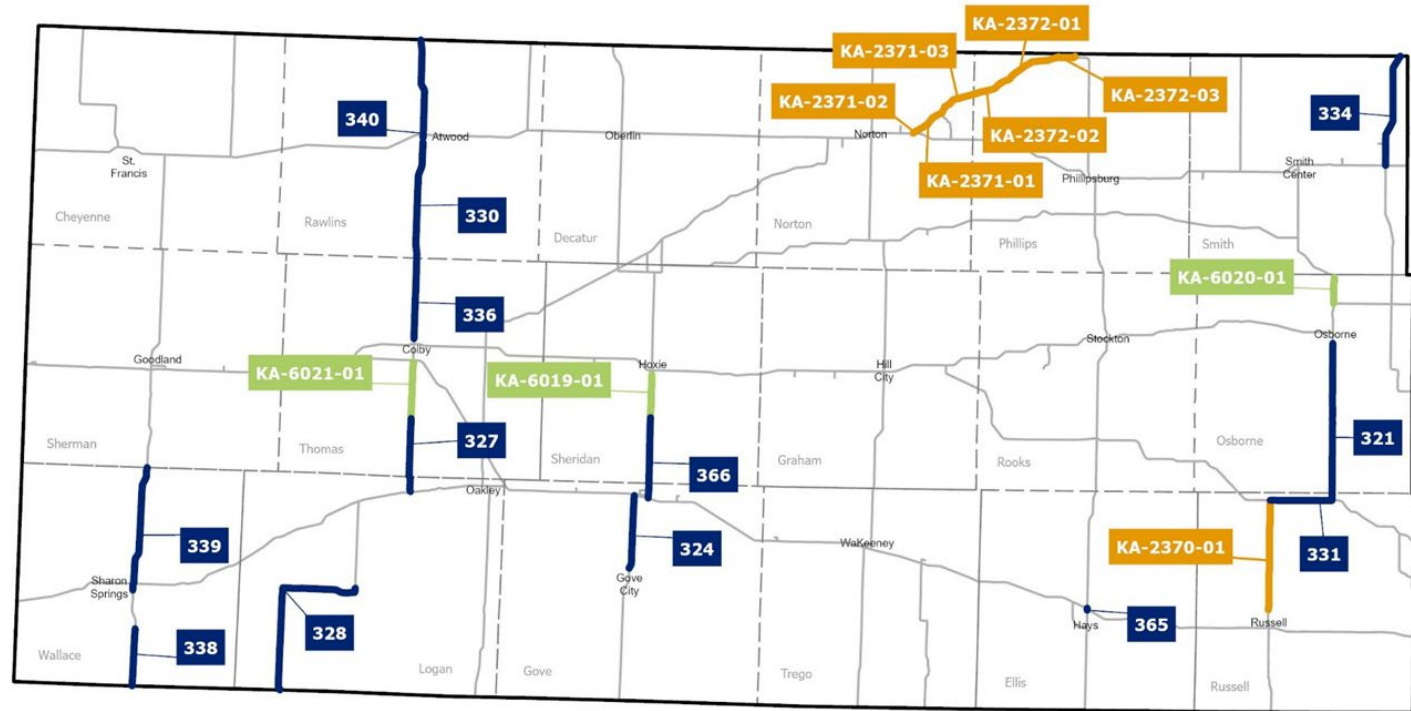 KA-2372-01
KA-2371-03
KA-2371-02
KA-2372-03
340
334
Atwood
Oberlin
Norton
KA-2372-02
St.
Francis
Smith
Center
KA-2371-01
Phillipsburg
Cheyenne
Rawlins
330
Decatur
Norton
Phillips
Smith
KA-6020-01
336
Colby
Goodland
Osborne
Stockton
Hoxie
Hill
City
KA-6021-01
KA-6019-01
Sherman
Thomas
327
Sheridan
Graham
Rooks
Osborne
321
366
Oakley
339
324
WaKeeney
KA-2370-01
331
Sharon
Springs
Gove
City
328
365
Hays
Russell
338
Wallace
Logan
Gove
Trego
Ellis
Russell